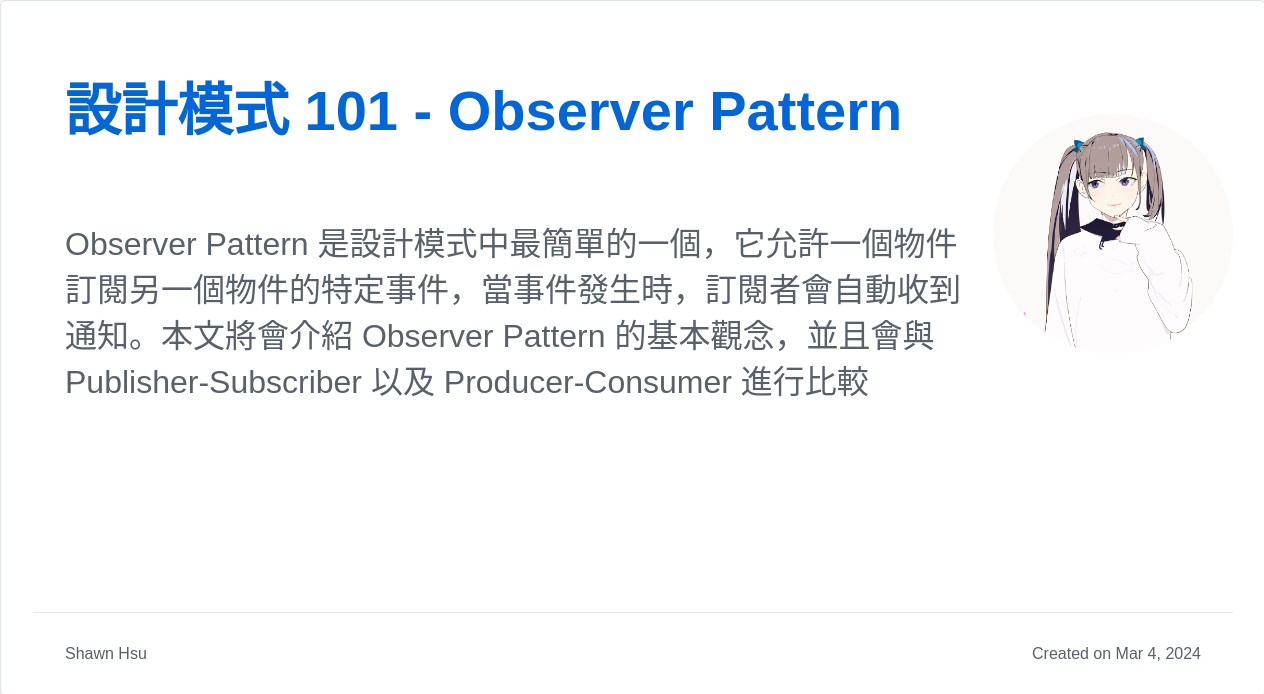 設計模式 101 - Observer Pattern
Observer Pattern 是設計模式中最簡單的一個，它允許一個物件
訂閱另一個物件的特定事件，當事件發生時，訂閱者會自動收到
通知。本文將會介紹 Observer Pattern 的基本觀念，並且會與
Publisher-Subscriber 以及 Producer-Consumer 進行比較
Shawn Hsu
Created on Mar 4, 2024